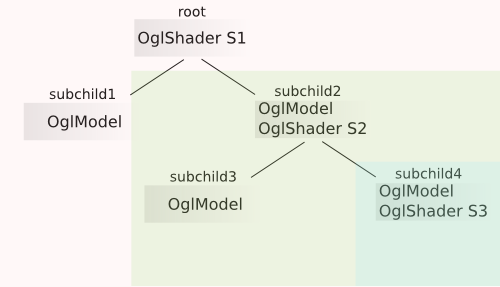 root
OglShader S1
subchild1
OglModel
subchild2
OglModel
OglShader S2
subchild3
OglModel
subchild4
OglModel
OglShader S3